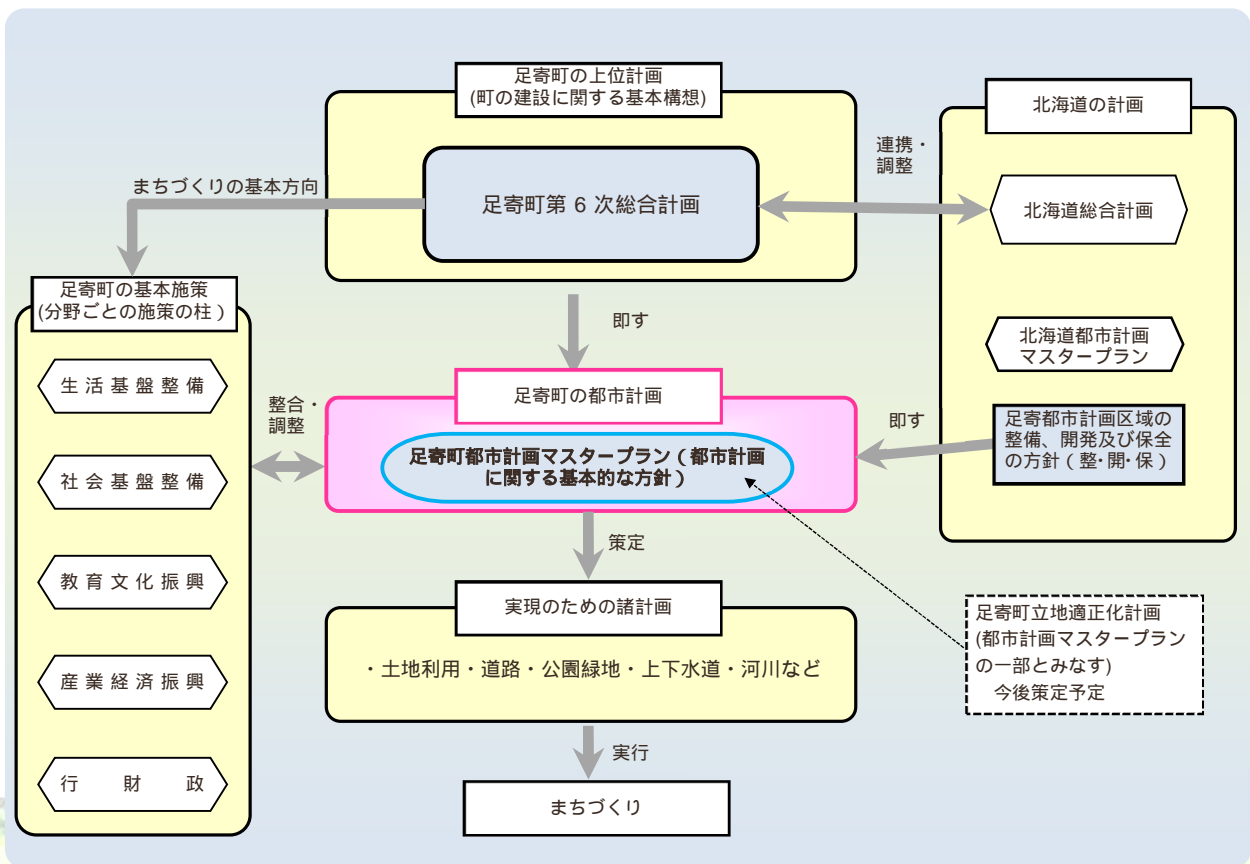 足寄町の上位計画
(町の建設に関する基本構想)
足寄町第 6 次総合計画
まちづくりの基本方向
連携・
調整
北海道の計画
北海道総合計画
北海道都市計画
マスタープラン
足寄都市計画区域の
整備、開発及び保全
の方針（整・開・保）
足寄町の基本施策
(分野ごとの施策の柱 )
生 活 基 盤 整 備
社 会 基 盤 整 備
教 育 文 化 振 興
産 業 経 済 振 興
行　　財　　政
即す
整合・
調整
足寄町の都市計画
足寄町都市計画マスタープラン（都市計画
に関する基本的な方針）
即す
策定
実現のための諸計画
・土地利用・道路・公園緑地・上下水道・河川など
足寄町立地適正化計画
(都市計画マスタープラン
の一部とみなす)
今後策定予定
実行
まちづくり